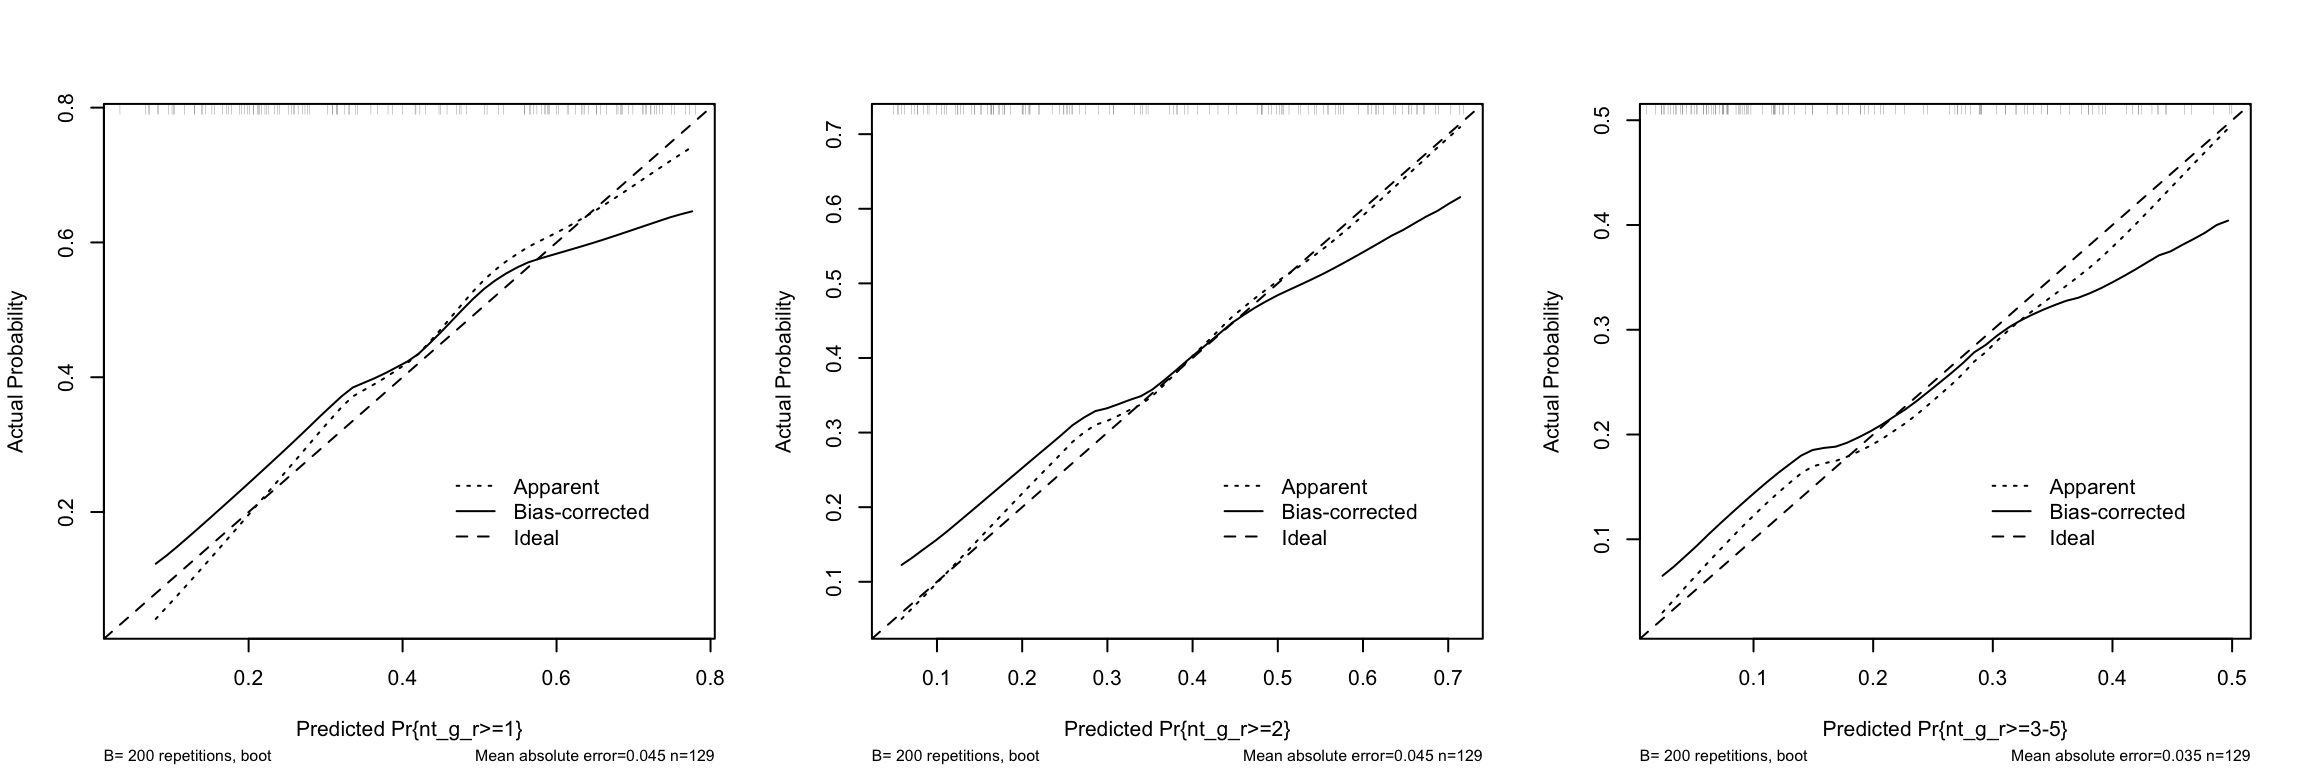 Actual Probability
0.2
0.4
0.6
0.8
Apparent
Bias-corrected
Ideal
0.2 0.4 0.6 0.8
Predicted Pr{nt_g_r>=1}
B= 200 repetitions, boot Mean absolute error=0.045 n=129
Actual Probability
0.1
0.2
0.3
0.4
0.5
0.6
0.7
Apparent
Bias-corrected
Ideal
0.1 0.2 0.3 0.4 0.5 0.6 0.7
Predicted Pr{nt_g_r>=2}
B= 200 repetitions, boot Mean absolute error=0.045 n=129
Actual Probability
0.1
0.2
0.3
0.4
0.5
Apparent
Bias-corrected
Ideal
0.1 0.2 0.3 0.4 0.5
Predicted Pr{nt_g_r>=3-5}
B= 200 repetitions, boot Mean absolute error=0.035 n=129